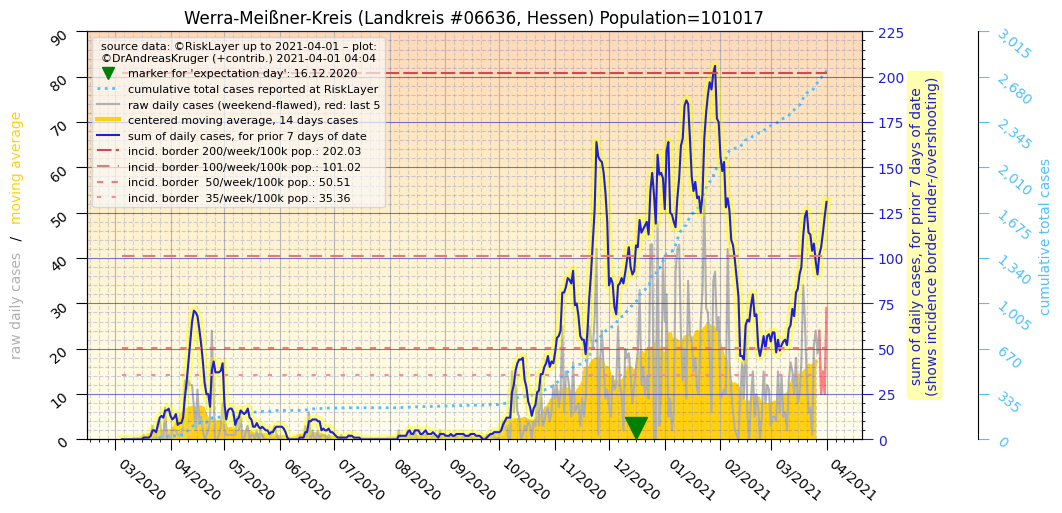 Werra-Meißner-Kreis (Landkreis #06636, Hessen) Population=101017
source data: ©RiskLayer up to 2021-04-01 – plot:
©DrAndreasKruger (+contrib.) 2021-04-01 04:04
marker for 'expectation day': 16.12.2020
cumulative total cases reported at RiskLayer
raw daily cases (weekend-flawed), red: last 5
centered moving average, 14 days cases
sum of daily cases, for prior 7 days of date
incid. border 200/week/100k pop.: 202.03
incid. border 100/week/100k pop.: 101.02
incid. border  50/week/100k pop.: 50.51
incid. border  35/week/100k pop.: 35.36
raw daily cases  /  moving average
90
80
70
60
50
40
30
20
10
0
225
200
175
150
125
100
75
50
25
0
sum of daily cases, for prior 7 days of date
(shows incidence border under-/overshooting)
3,015
2,680
2,345
2,010
1,675
1,340
1,005
670
335
0
cumulative total cases
03/2020
04/2020
05/2020
06/2020
07/2020
08/2020
09/2020
10/2020
11/2020
12/2020
01/2021
02/2021
03/2021
04/2021